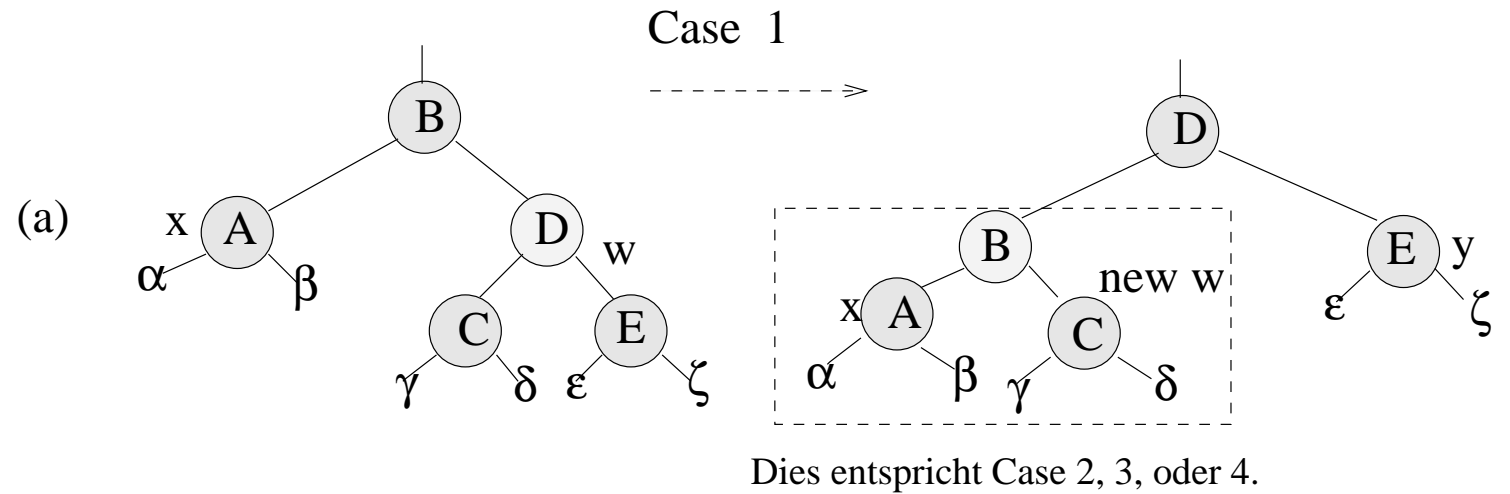 Case 1
B
D
(a)
x
A
D
w
B
new w
E
y
α
β
C
E
x
A
C
ε
ζ
γ
δ
ε
ζ
α
β
γ
δ
Dies entspricht Case 2, 3, oder 4.